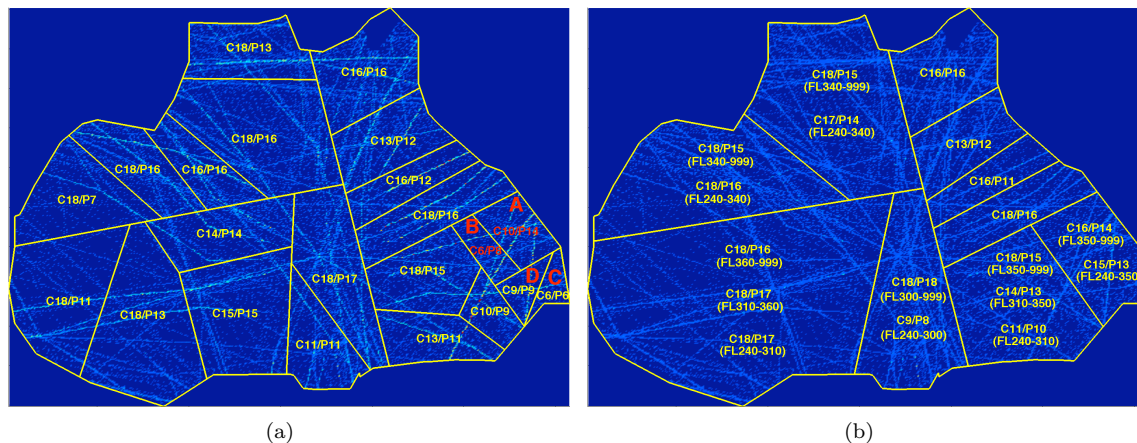 C18/P13
C16/P16
C18/P16
C13/P12
C18/P16
C16/P16
C16/P12
C18/P7
A
C18/P16
B
C14/P14
C6/P6
C18/P15
D
C
C18/P17
C9/P9
C6/P6
C18/P11
C18/P13
C15/P15
C10/P9
C11/P11
C13/P11
(a)
C18/P15
(FL340-999)
C16/P16
C17/P14
(FL240-340)
C18/P15
(FL340-999)
C13/P12
C18/P16
(FL240-340)
C16/P11
C18/P16
C16/P14
(FL350-999)
C18/P16
(FL360-999)
C18/P15
(FL350-999)
C15/P13
(FL240-350)
C18/P18
(FL300-999)
C14/P13
(FL310-350)
C18/P17
(FL310-360)
C9/P8
(FL240-300)
C11/P10
(FL240-310)
C18/P17
(FL240-310)
(b)